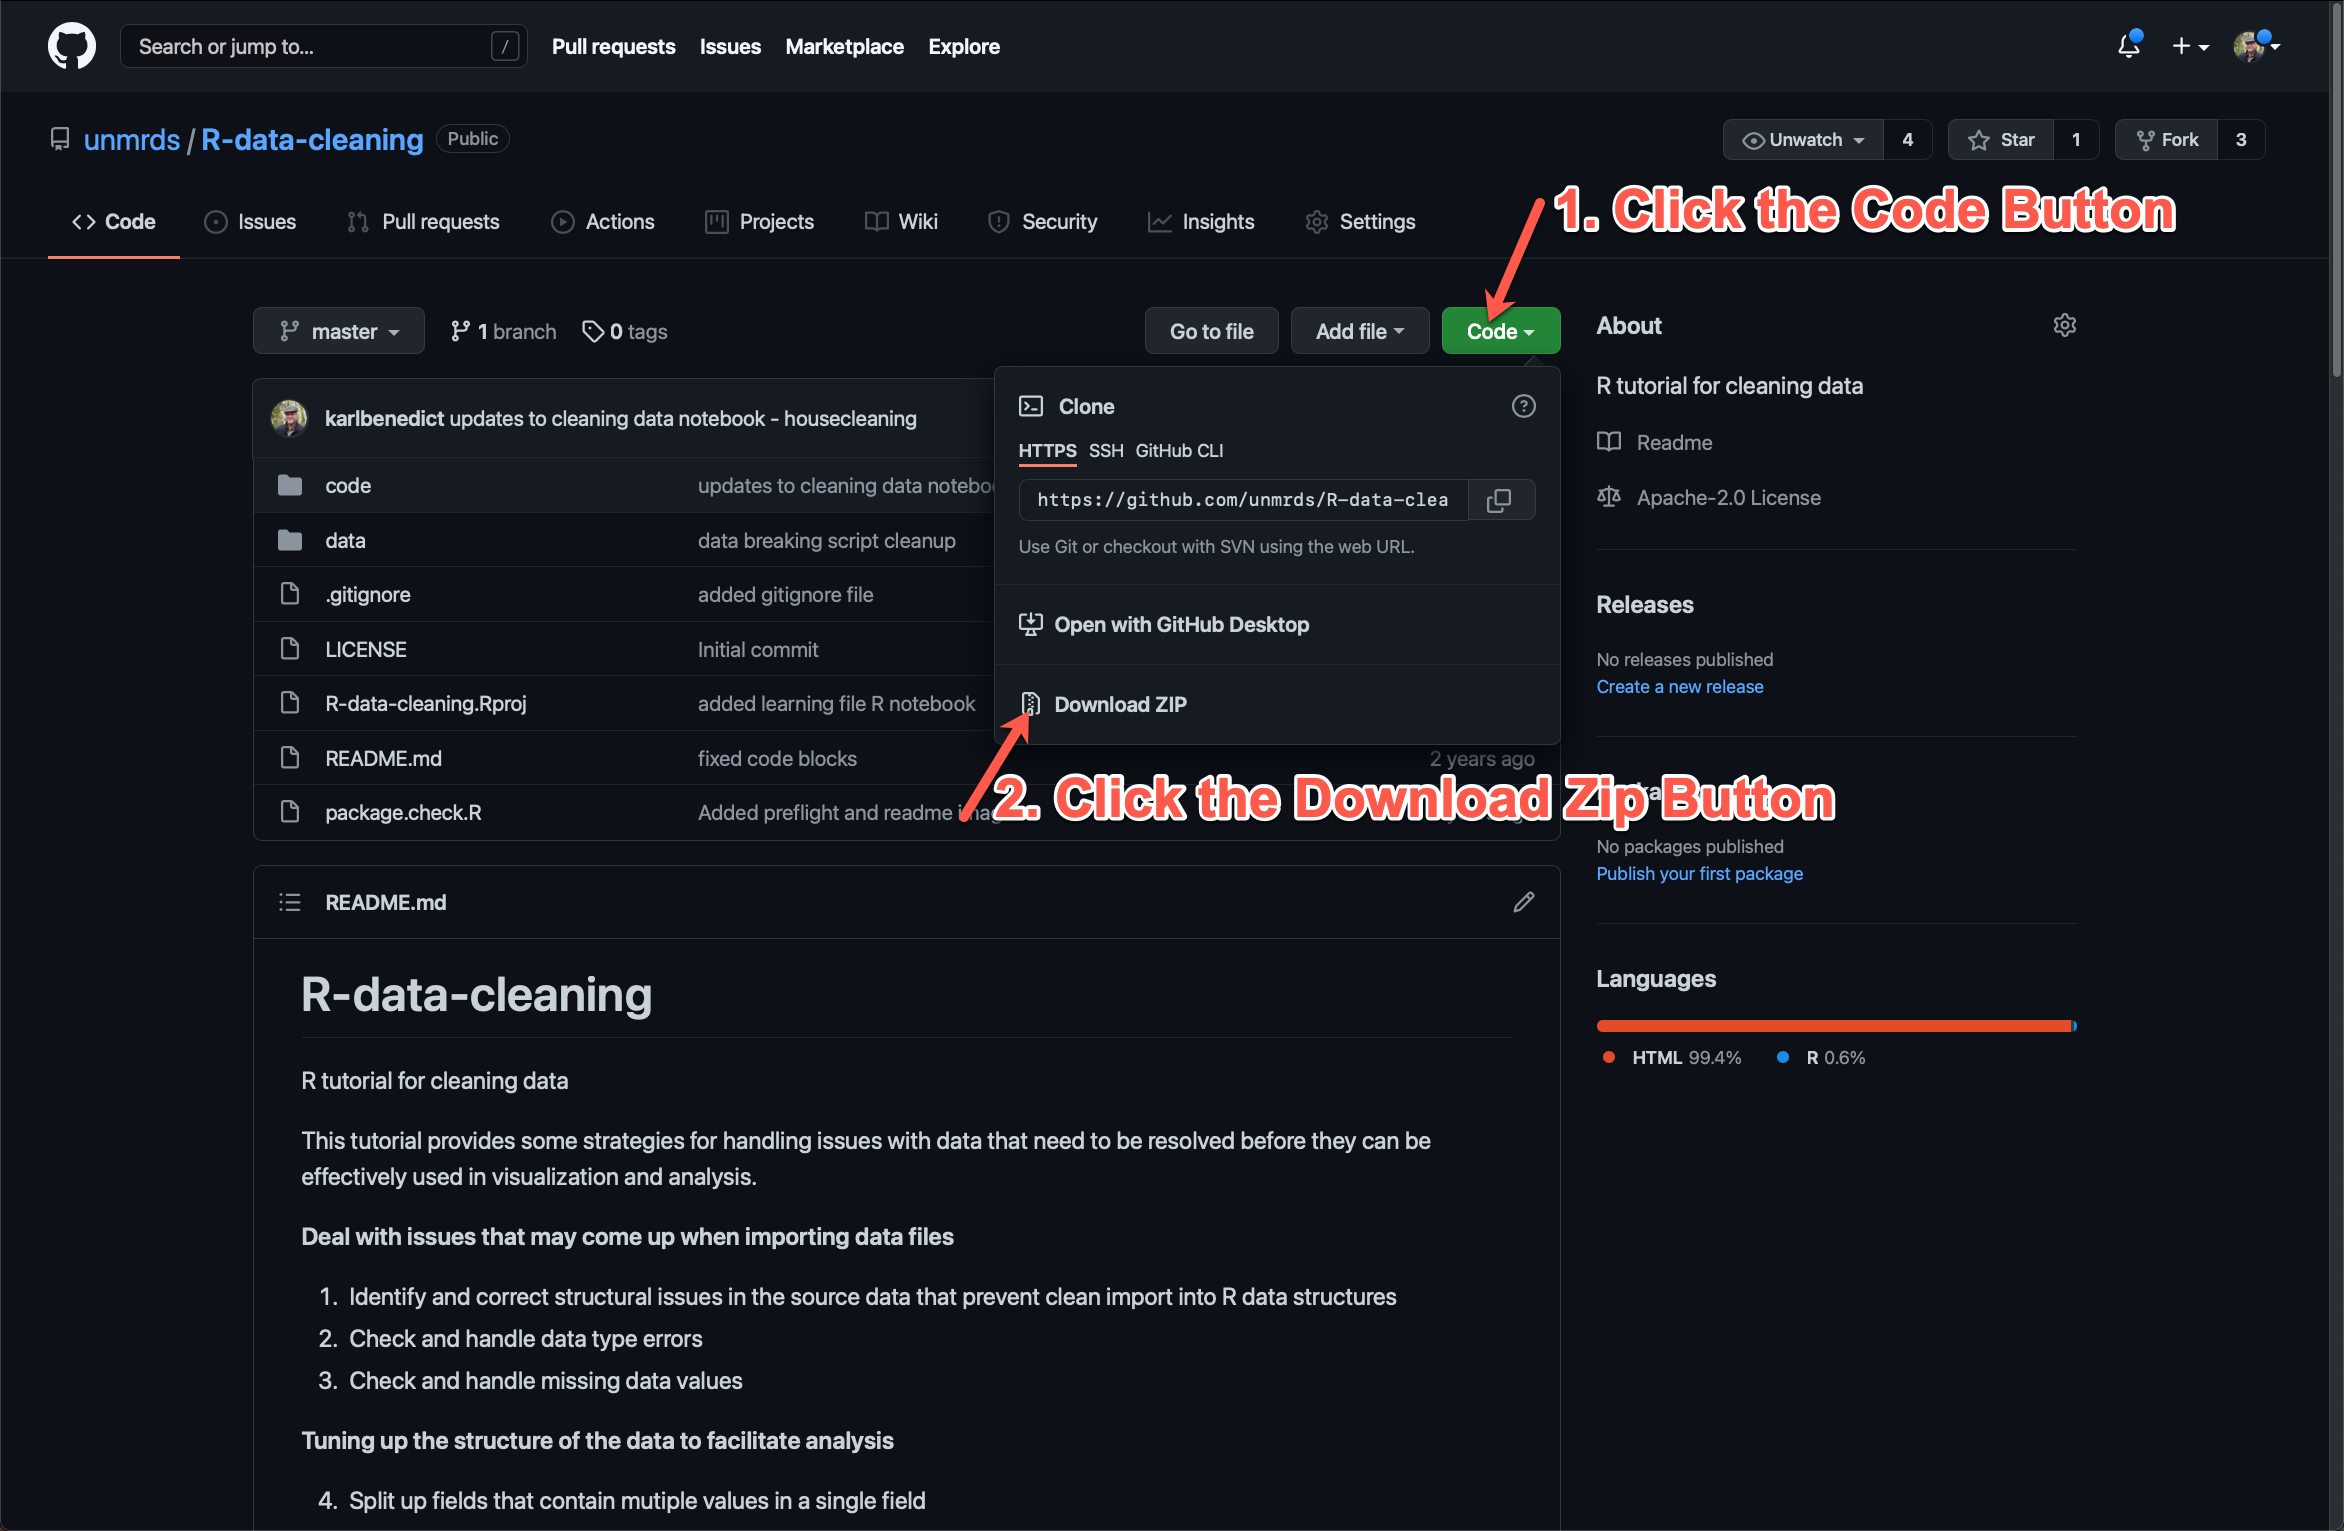 Search or jump to...
/
Pull requests
Issues
Marketplace
Explore
unmrds / R-data-cleaning
Public
Unwatch
4
Star
1
Fork
3
Code
Issues
Pull requests
Actions
Projects
Wiki
Security
Insights
Settings
1. Click the Code Button
master
1 branch
0 tags
Go to file
Add file
Code
karlbenedict updates to cleaning data notebook - housecleaning
code
updates to cleaning data
data
data breaking script cleanup
.gitignore
added gitignore file
LICENSE
Initial commit
R-data-cleaning.Rproj
added learning file R notebook
README.md
fixed code blocks
2 years ago
package.check.R
Added preflight and readme
Clone
HTTPS
SSH
GitHub CLI
https://github.com/unmrds/R-data-clea
Use Git or checkout with SVN using the web URL.
Open with GitHub Desktop
Download ZIP
2. Click the Download Zip Button
About
R tutorial for cleaning data
Readme
Apache-2.0 License
Releases
No releases published
Create a new release
No packages published
Publish your first package
Languages
HTML 99.4%
R 0.6%
README.md
R-data-cleaning
R tutorial for cleaning data
This tutorial provides some strategies for handling issues with data that need to be resolved before they can be
effectively used in visualization and analysis.
Deal with issues that may come up when importing data files
1. Identify and correct structural issues in the source data that prevent clean import into R data structures
2. Check and handle data type errors
3. Check and handle missing data values
Tuning up the structure of the data to facilitate analysis
4. Split up fields that contain mutiple values in a single field